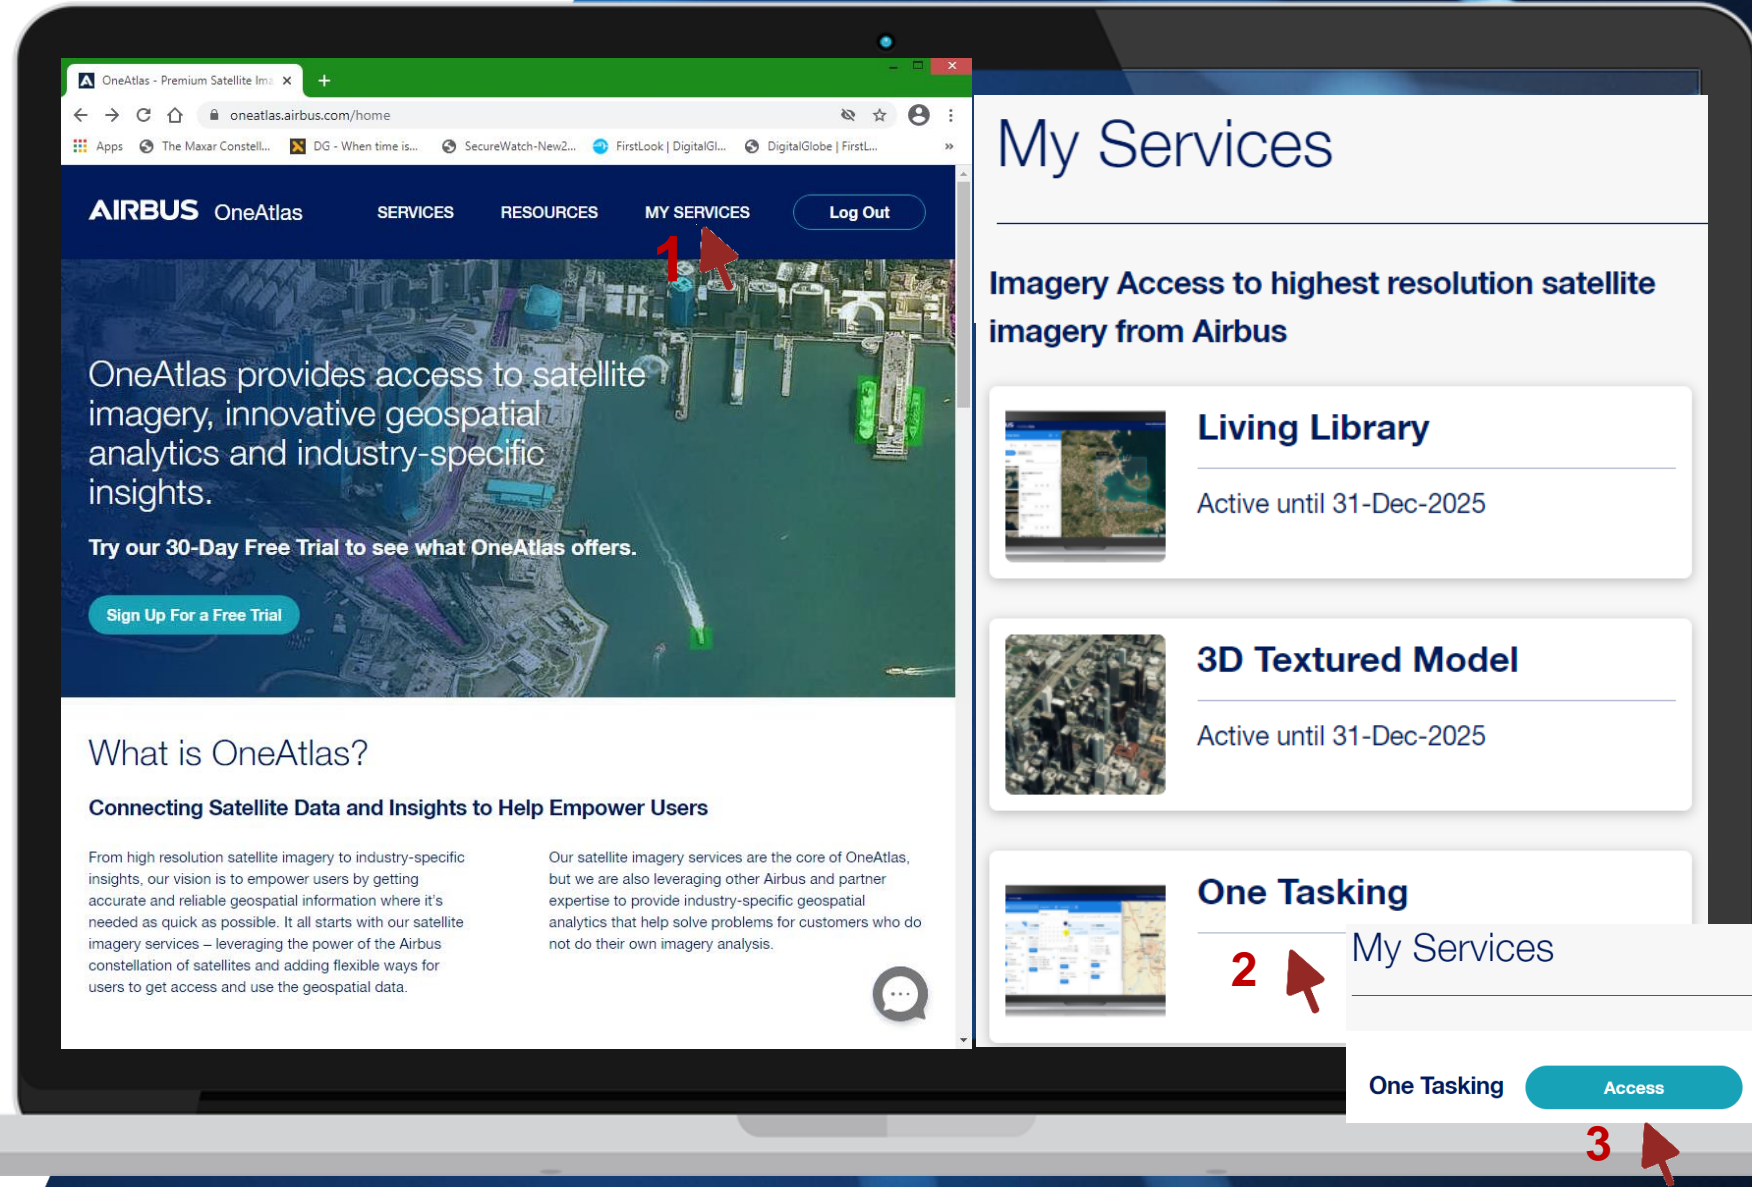 OneAtlas - Premium Satellite Ima
oneatlas.airbus.com/home
Apps The Maxar Constell... DG - When time is... SecureWatch-New2... FirstLook | DigitalGl... DigitalGlobe | FirstL... »
AIRBUS OneAtlas SERVICES RESOURCES MY SERVICES Log Out
1
OneAtlas provides access to satellite
imagery, innovative geospatial
analytics and industry-specific
insights.
Try our 30-Day Free Trial to see what OneAtlas offers.
Sign Up For a Free Trial
What is OneAtlas?
Connecting Satellite Data and Insights to Help Empower Users
From high resolution satellite imagery to industry-specific
insights, our vision is to empower users by getting
accurate and reliable geospatial information where it's
needed as quick as possible. It all starts with our satellite
imagery services – leveraging the power of the Airbus
constellation of satellites and adding flexible ways for
users to get access and use the geospatial data.
Our satellite imagery services are the core of OneAtlas,
but we are also leveraging other Airbus and partner
expertise to provide industry-specific geospatial
analytics that help solve problems for customers who do
not do their own imagery analysis.
My Services
Imagery Access to highest resolution satellite
imagery from Airbus
Living Library
Active until 31-Dec-2025
3D Textured Model
Active until 31-Dec-2025
One Tasking
2
My Services
One Tasking Access
3